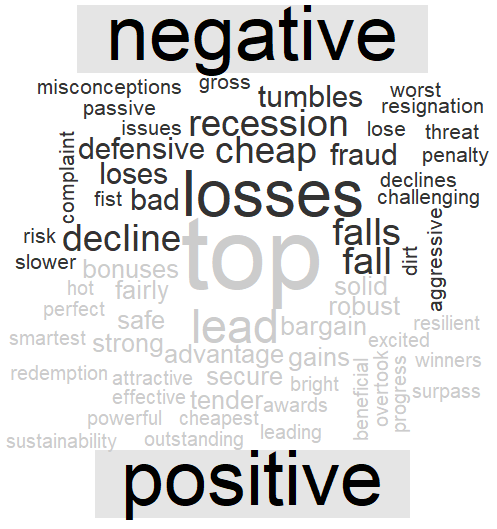 negative
misconceptions gross worst
passive tumbles resignation
issues recession lose threat
complaint defensive cheap fraud penalty
loses declines
fist bad losses challenging
risk decline falls aggressive
slower top fall dirt
bonuses solid
hot fairly robust
perfect safe lead bargain resilient
smartest strong excited
advantage gains winners
redemption attractive secure bright beneficial overtook progress
effective tender awards surpass
powerful cheapest
sustainability outstanding leading
positive